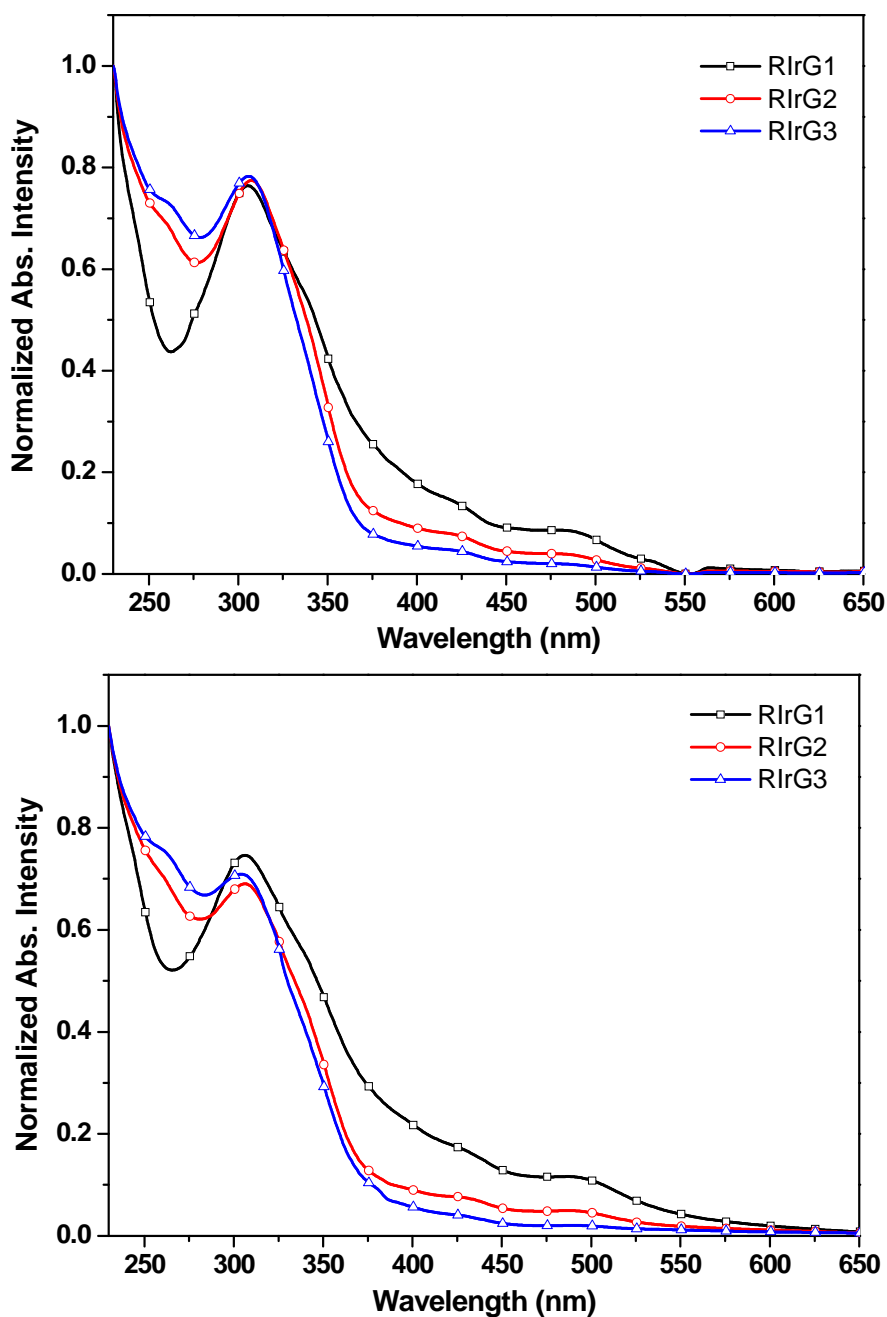 Normalized Abs. Intensity
1.0
0.8
0.6
0.4
0.2
0.0
RIrG1
RIrG2
RIrG3
250 300 350 400 450 500 550 600 650
Wavelength (nm)
Normalized Abs. Intensity
1.0
0.8
0.6
0.4
0.2
0.0
RIrG1
RIrG2
RIrG3
250 300 350 400 450 500 550 600 650
Wavelength (nm)